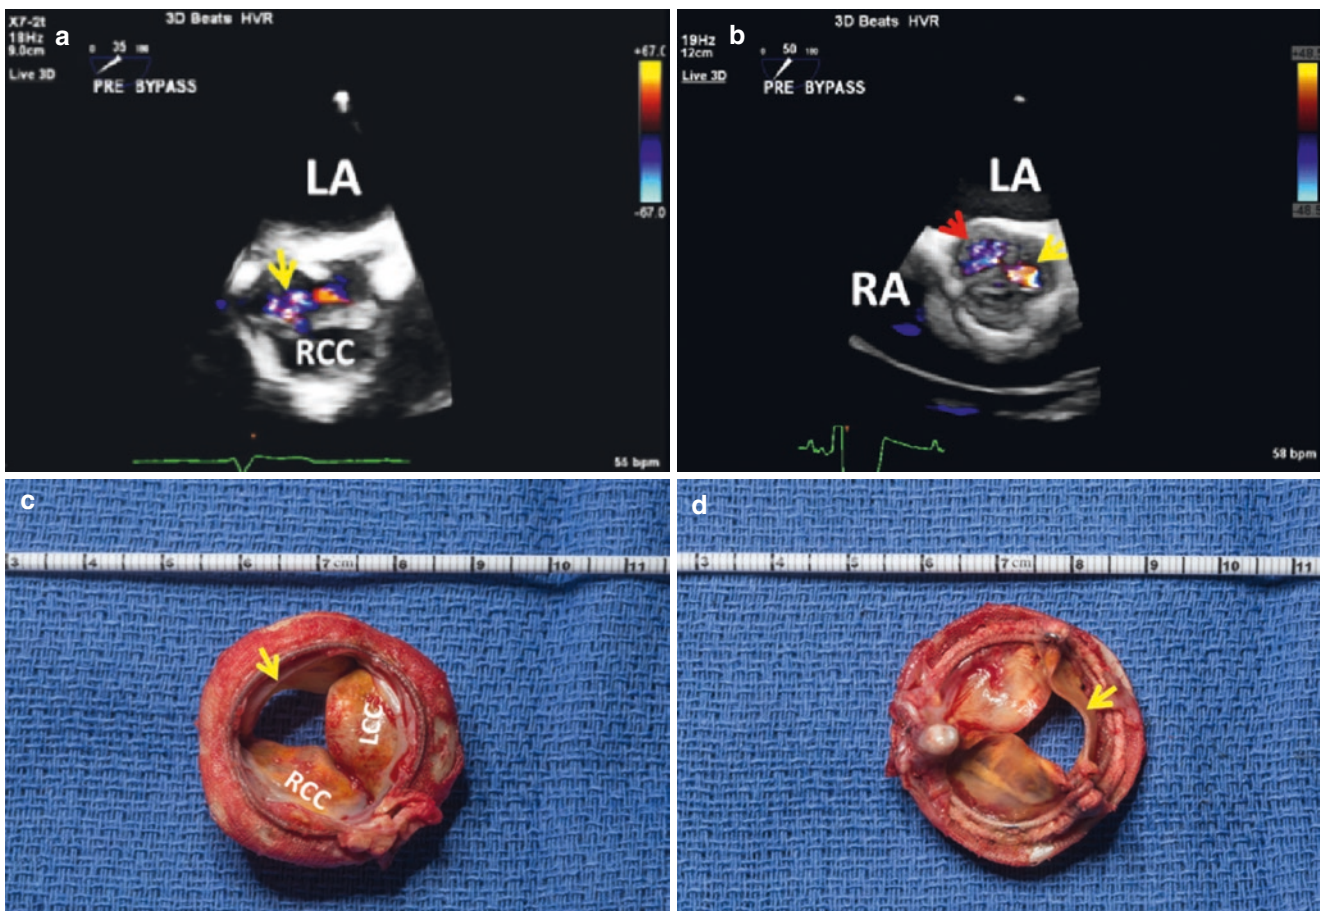 X7-2t
18Hz
9.0cm
Live 3D
3D Beats HVR
a
0 35 180
PRE BYPASS
+67.0
-67.0
LA
RCC
55 bpm
19Hz
12cm
Live 3D
3D Beats HVR
b
0 50 180
PRE BYPASS
LA
RA
58 bpm
c
3 4 5 6 7 cm 8 9 10 11
LCC
RCC
d
3 4 5 6 7 cm 8 9 10 11